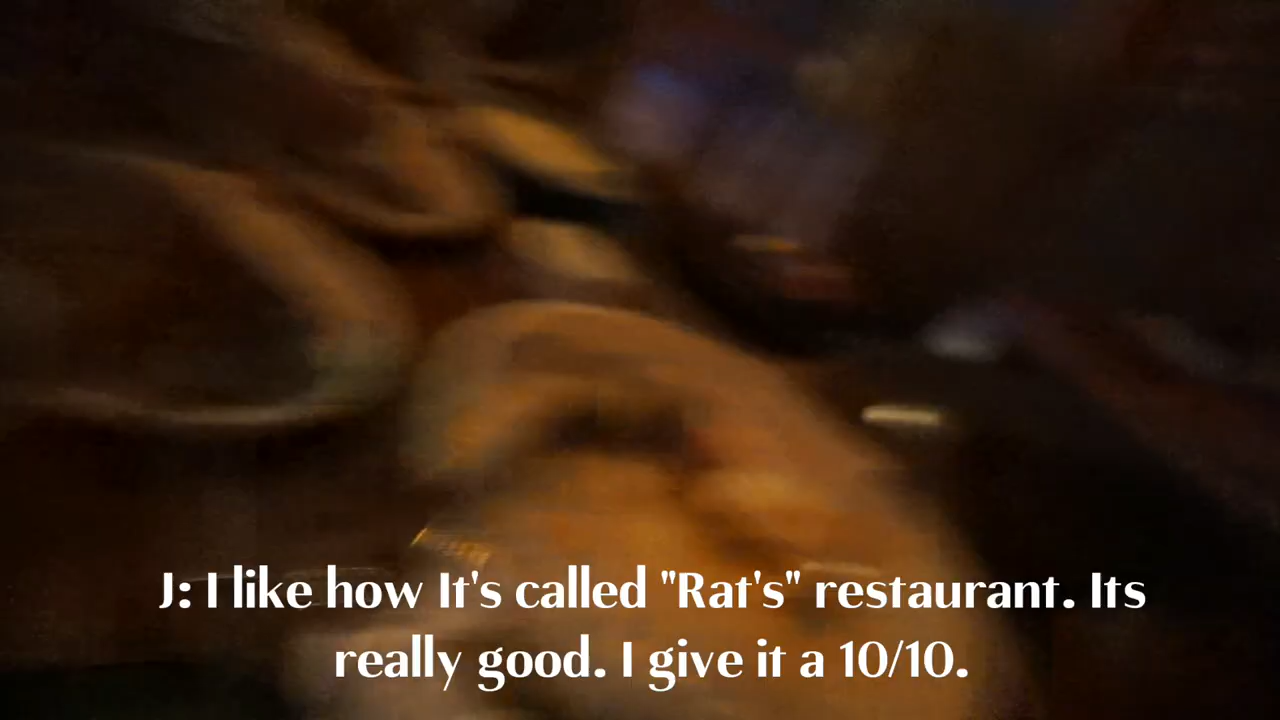 J: I like how It's called "Rat's" restaurant. Its
really good. I give it a 10/10.